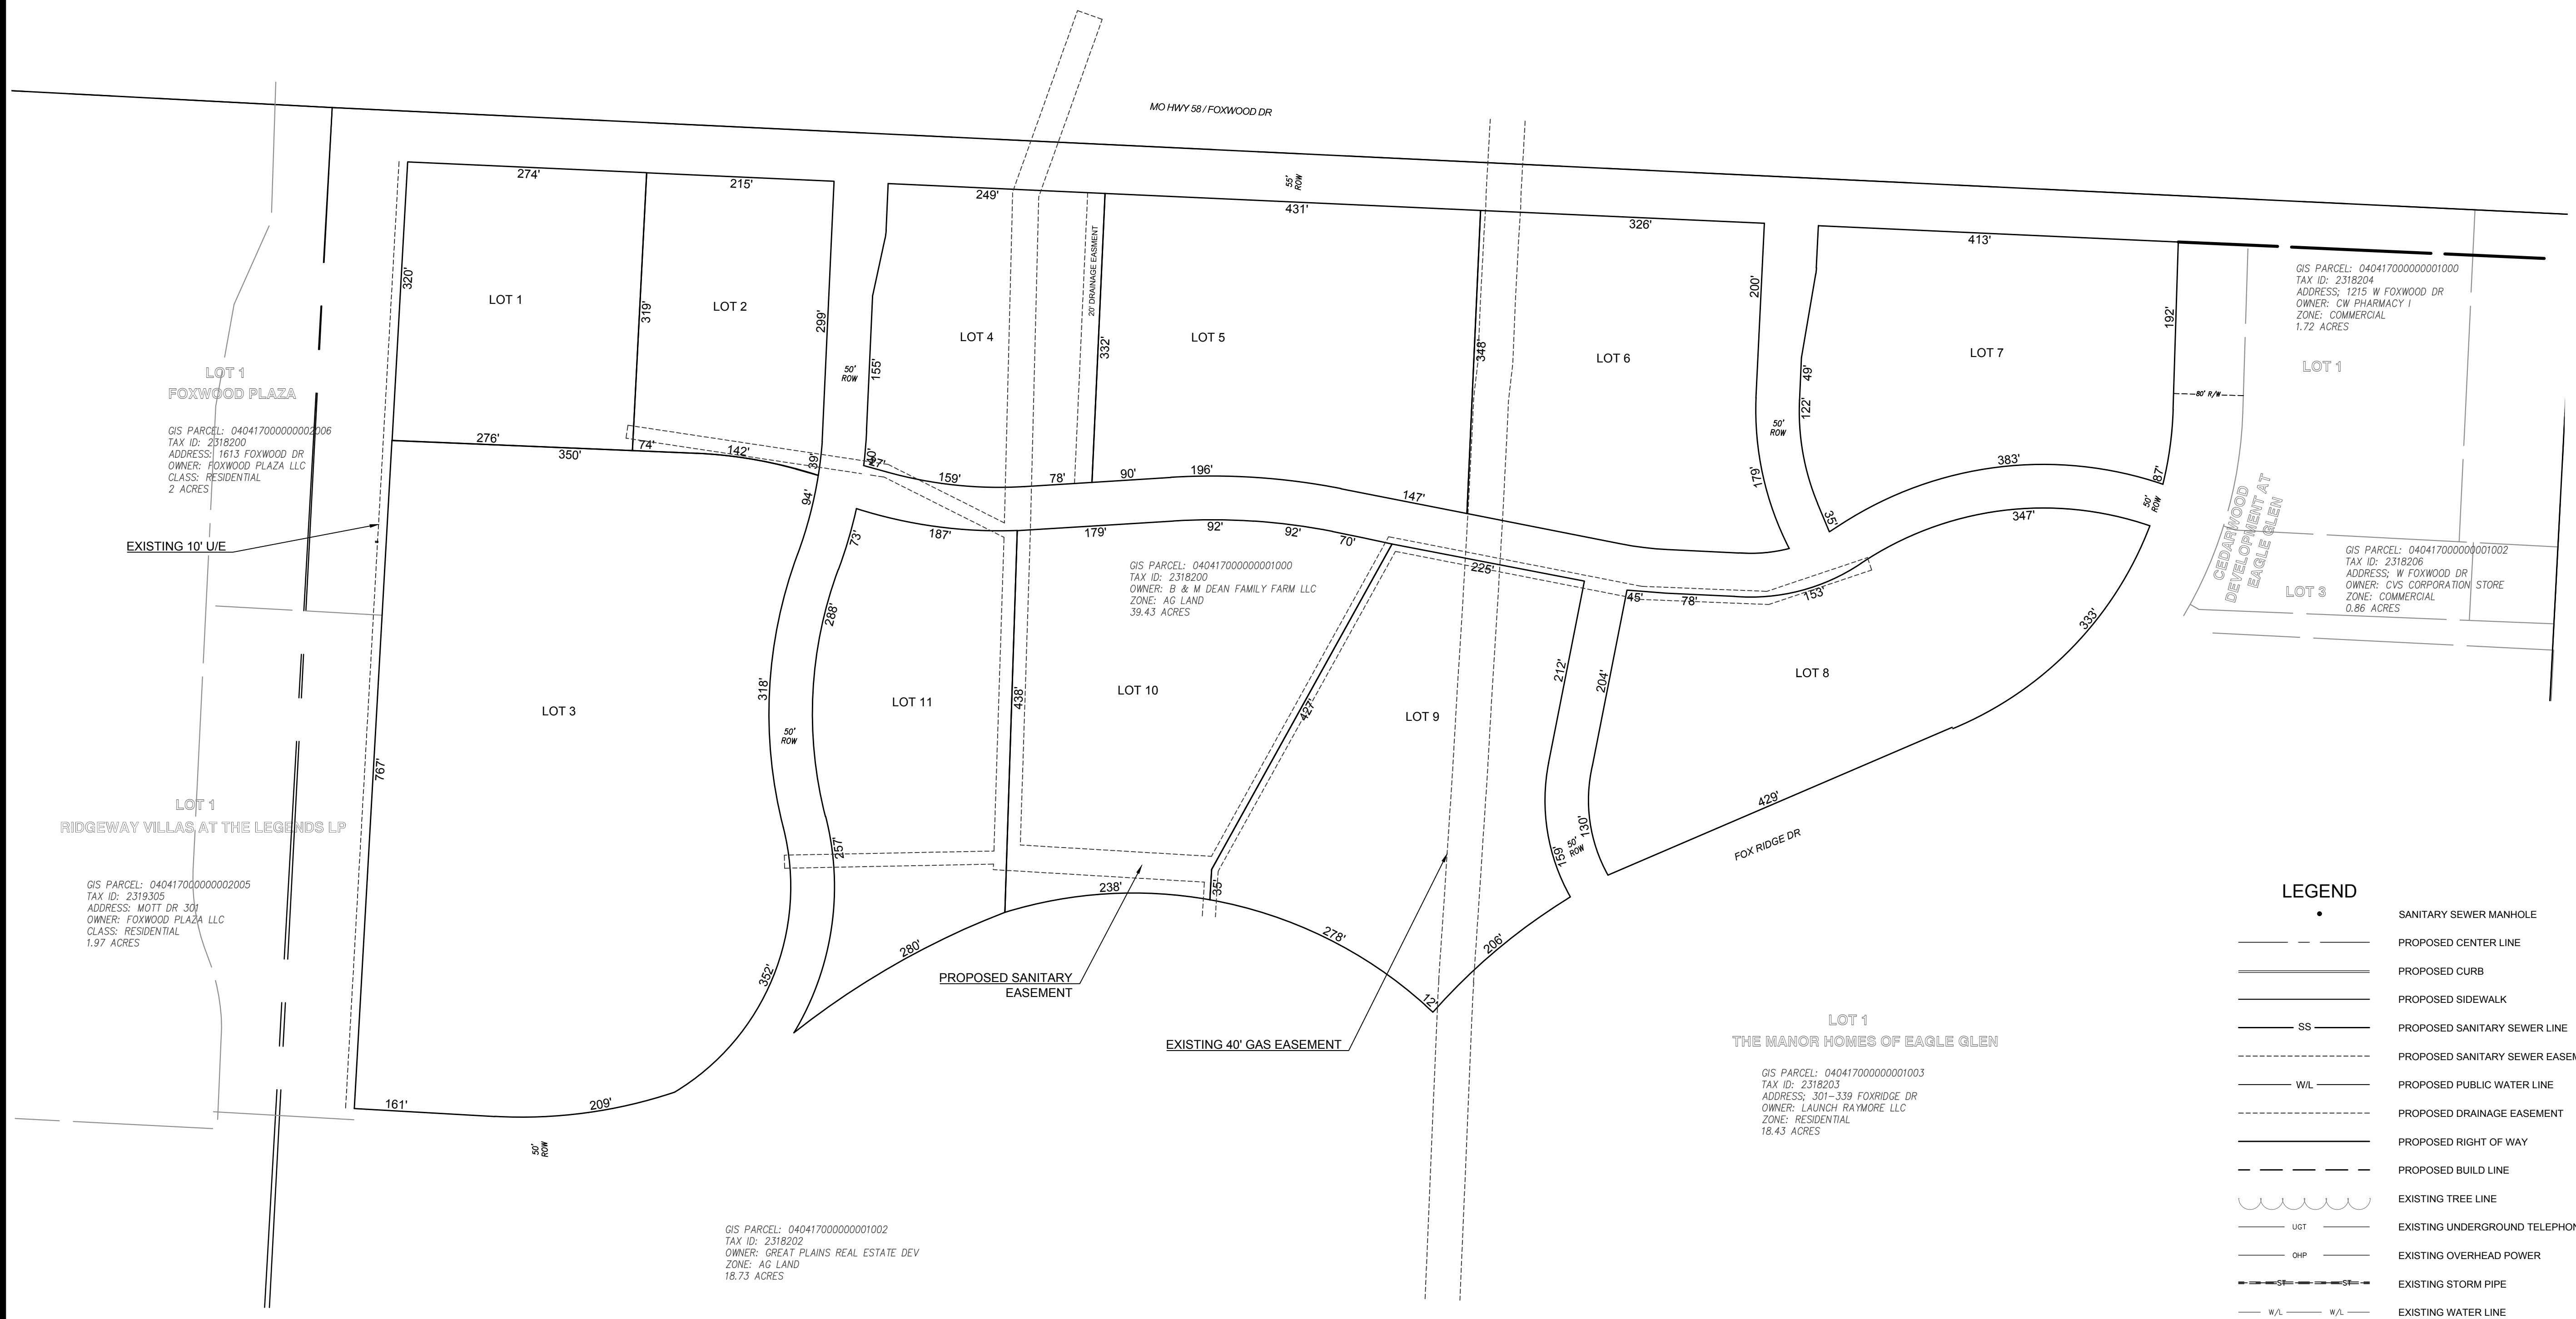 MO HWY 58 / FOXWOOD DR
55'
ROW
274'
215'
249'
431'
326'
413'
320'
LOT 1
319'
LOT 2
299'
50'
ROW
155'
LOT 4
20' DRAINAGE EASMENT
332'
LOT 5
348'
LOT 6
200'
50'
ROW
49'
122'
LOT 7
192'
80' R/W
GIS PARCEL: 040417000000001000
TAX ID: 2318204
ADDRESS; 1215 W FOXWOOD DR
OWNER: CW PHARMACY I
ZONE: COMMERCIAL
1.72 ACRES
LOT 1
LOT 1
FOXWOOD PLAZA
GIS PARCEL: 040417000000002006
TAX ID: 2318200
ADDRESS: 1613 FOXWOOD DR
OWNER: FOXWOOD PLAZA LLC
CLASS: RESIDENTIAL
2 ACRES
276'
350'
74'
142'
39'
40'
27'
159'
78'
90'
196'
147'
179'
35'
383'
87'
50'
ROW
94'
73'
187'
179'
92'
92'
70'
225'
45'
78'
153'
347'
333'
EXISTING 10' U/E
GIS PARCEL: 040417000000001000
TAX ID: 2318200
OWNER: B & M DEAN FAMILY FARM LLC
ZONE: AG LAND
39.43 ACRES
CEDARWOOD
DEVELOPMENT AT
EAGLE GLEN
LOT 3
GIS PARCEL: 040417000000001002
TAX ID: 2318206
ADDRESS; W FOXWOOD DR
OWNER: CVS CORPORATION STORE
ZONE: COMMERCIAL
0.86 ACRES
767'
LOT 3
318'
50'
ROW
288'
LOT 11
438'
LOT 10
427'
LOT 9
212'
204'
LOT 8
LOT 1
RIDGEWAY VILLAS AT THE LEGENDS LP
GIS PARCEL: 040417000000002005
TAX ID: 2319305
ADDRESS: MOTT DR 301
OWNER: FOXWOOD PLAZA LLC
CLASS: RESIDENTIAL
1.97 ACRES
257'
352'
280'
238'
35'
278'
12'
206'
159'
50'
ROW
130'
429'
FOX RIDGE DR
PROPOSED SANITARY
EASEMENT
EXISTING 40' GAS EASEMENT
161'
209'
50'
ROW
LOT 1
THE MANOR HOMES OF EAGLE GLEN
GIS PARCEL: 040417000000001003
TAX ID: 2318203
ADDRESS; 301-339 FOXRIDGE DR
OWNER: LAUNCH RAYMORE LLC
ZONE: RESIDENTIAL
18.43 ACRES
GIS PARCEL: 040417000000001002
TAX ID: 2318202
OWNER: GREAT PLAINS REAL ESTATE DEV
ZONE: AG LAND
18.73 ACRES
LEGEND
SANITARY SEWER MANHOLE
PROPOSED CENTER LINE
PROPOSED CURB
PROPOSED SIDEWALK
SS PROPOSED SANITARY SEWER LINE
PROPOSED SANITARY SEWER EASEM
W/L PROPOSED PUBLIC WATER LINE
PROPOSED DRAINAGE EASEMENT
PROPOSED RIGHT OF WAY
PROPOSED BUILD LINE
EXISTING TREE LINE
UGT EXISTING UNDERGROUND TELEPHON
OHP EXISTING OVERHEAD POWER
ST ST EXISTING STORM PIPE
W/L W/L EXISTING WATER LINE